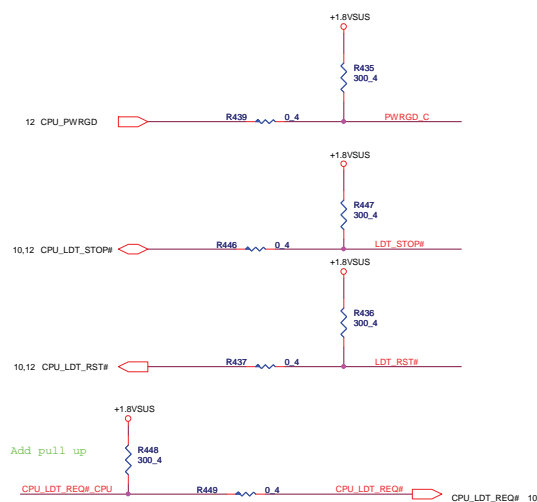 +1.8VSUS
R435
300_4
12 CPU_PWRGD R439 0_4 PWRGD_C
+1.8VSUS
R447
300_4
10,12 CPU_LDT_STOP# R446 0_4 LDT_STOP#
+1.8VSUS
R436
300_4
10,12 CPU_LDT_RST# R437 0_4 LDT_RST#
+1.8VSUS
Add pull up R448
300_4
CPU_LDT_REQ#_CPU R449 0_4 CPU_LDT_REQ# CPU_LDT_REQ# 10